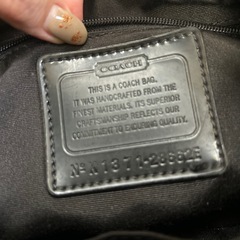 COACH
THIS IS A COACH BAG.
IT WAS HANDCRAFTED FROM THE
FINEST MATERIALS. ITS SUPERIOR
CRAFTSMANSHIP REFLECTS OUR
COMMITMENT TO ENDURING QUALITY.